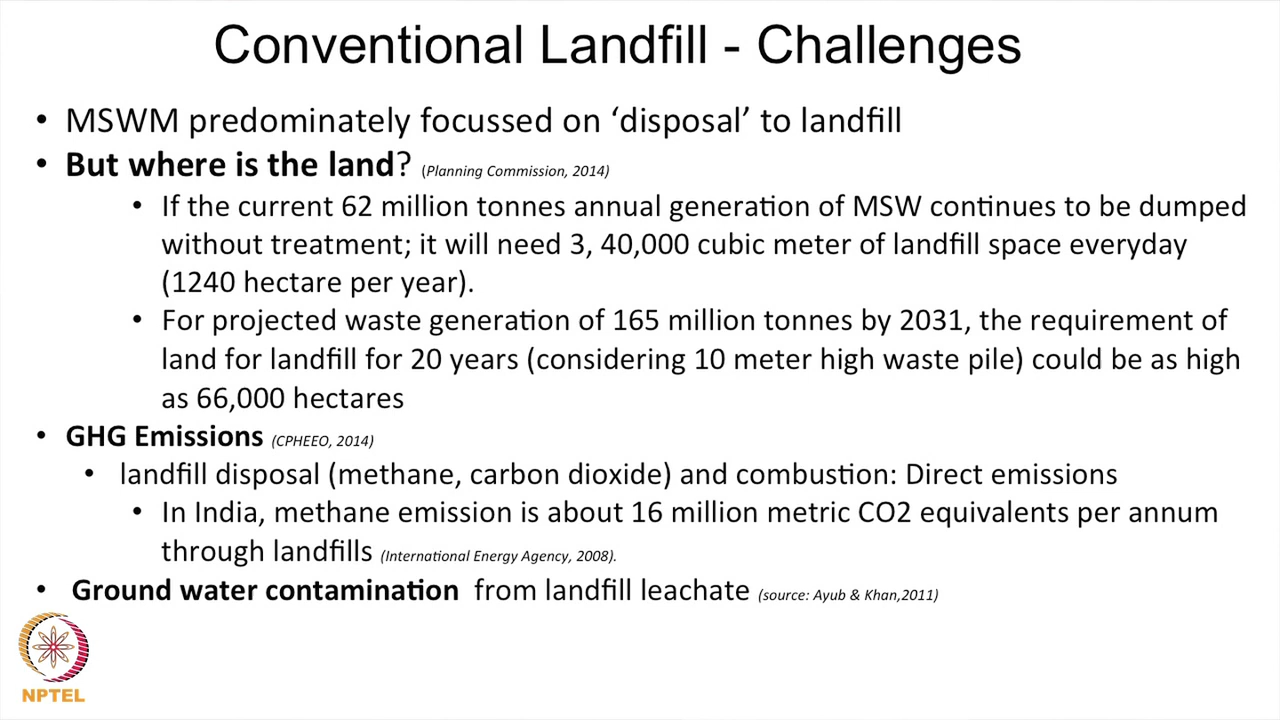 Conventional Landfill - Challenges
• MSWM predominately focussed on ‘disposal’ to landfill
• But where is the land? (Planning Commission, 2014)
• If the current 62 million tonnes annual generation of MSW continues to be dumped
without treatment; it will need 3, 40,000 cubic meter of landfill space everyday
(1240 hectare per year).
• For projected waste generation of 165 million tonnes by 2031, the requirement of
land for landfill for 20 years (considering 10 meter high waste pile) could be as high
as 66,000 hectares
• GHG Emissions (CPHEEO, 2014)
• landfill disposal (methane, carbon dioxide) and combustion: Direct emissions
• In India, methane emission is about 16 million metric CO2 equivalents per annum
through landfills (International Energy Agency, 2008).
• Ground water contamination from landfill leachate (source: Ayub & Khan,2011)
NPTEL